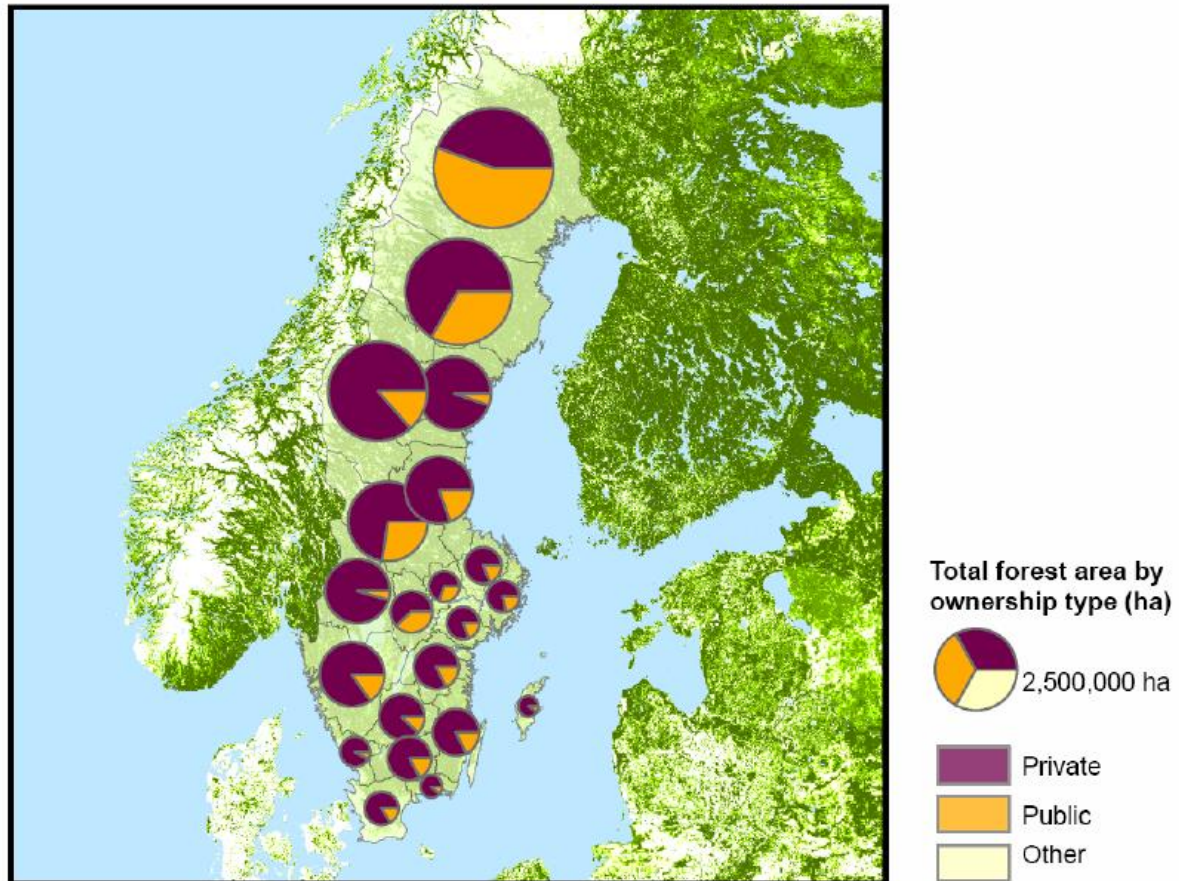 Total forest area by
ownership type (ha)
2,500,000 ha
Private
Public
Other